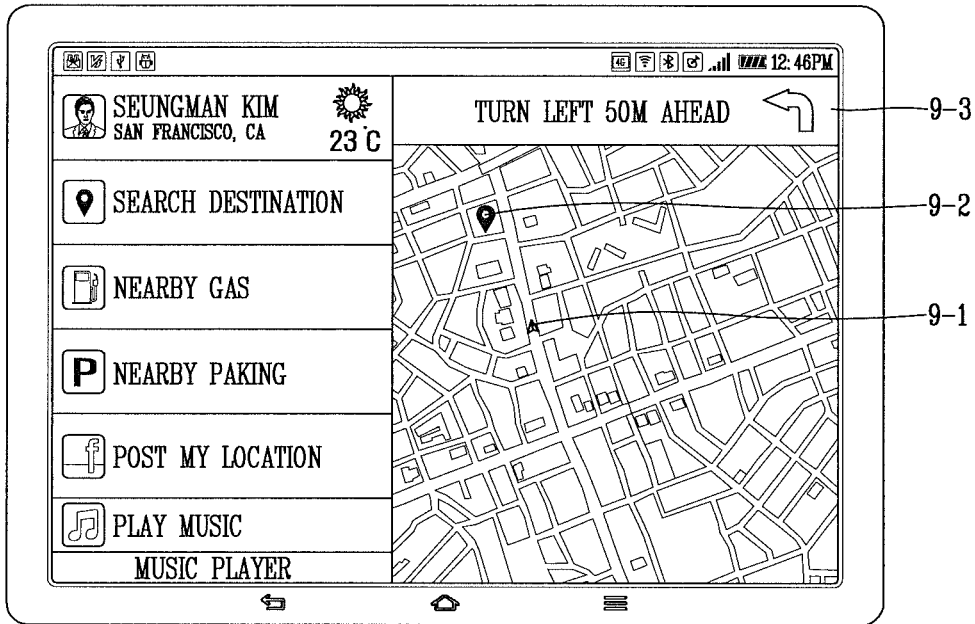 4G 12:46PM
SEUNGMAN KIM
SAN FRANCISCO, CA
23°C
SEARCH DESTINATION
NEARBY GAS
P NEARBY PAKING
f POST MY LOCATION
PLAY MUSIC
MUSIC PLAYER
TURN LEFT 50M AHEAD
C
9-3
9-2
9-1